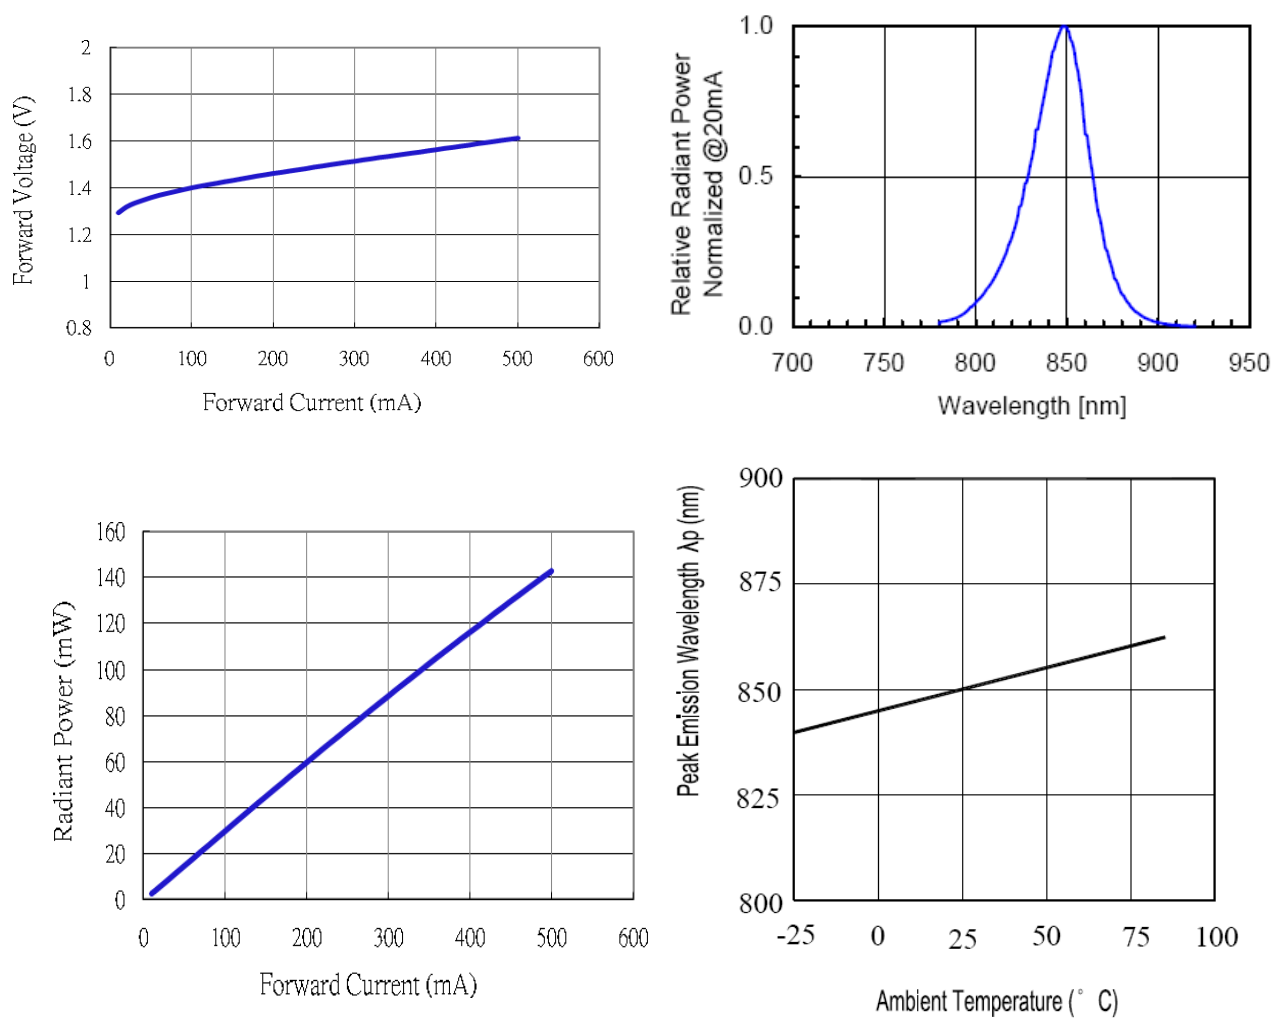 Forward Voltage (V)
2
1.8
1.6
1.4
1.2
1
0.8
0 100 200 300 400 500 600
Forward Current (mA)
Relative Radiant Power
Normalized @20mA
1.0
0.5
0.0
700 750 800 850 900 950
Wavelength [nm]
Radiant Power (mW)
160
140
120
100
80
60
40
20
0
0 100 200 300 400 500 600
Forward Current (mA)
Peak Emission Wavelength λp (nm)
900
875
850
825
800
-25 0 25 50 75 100
Ambient Temperature (° C)